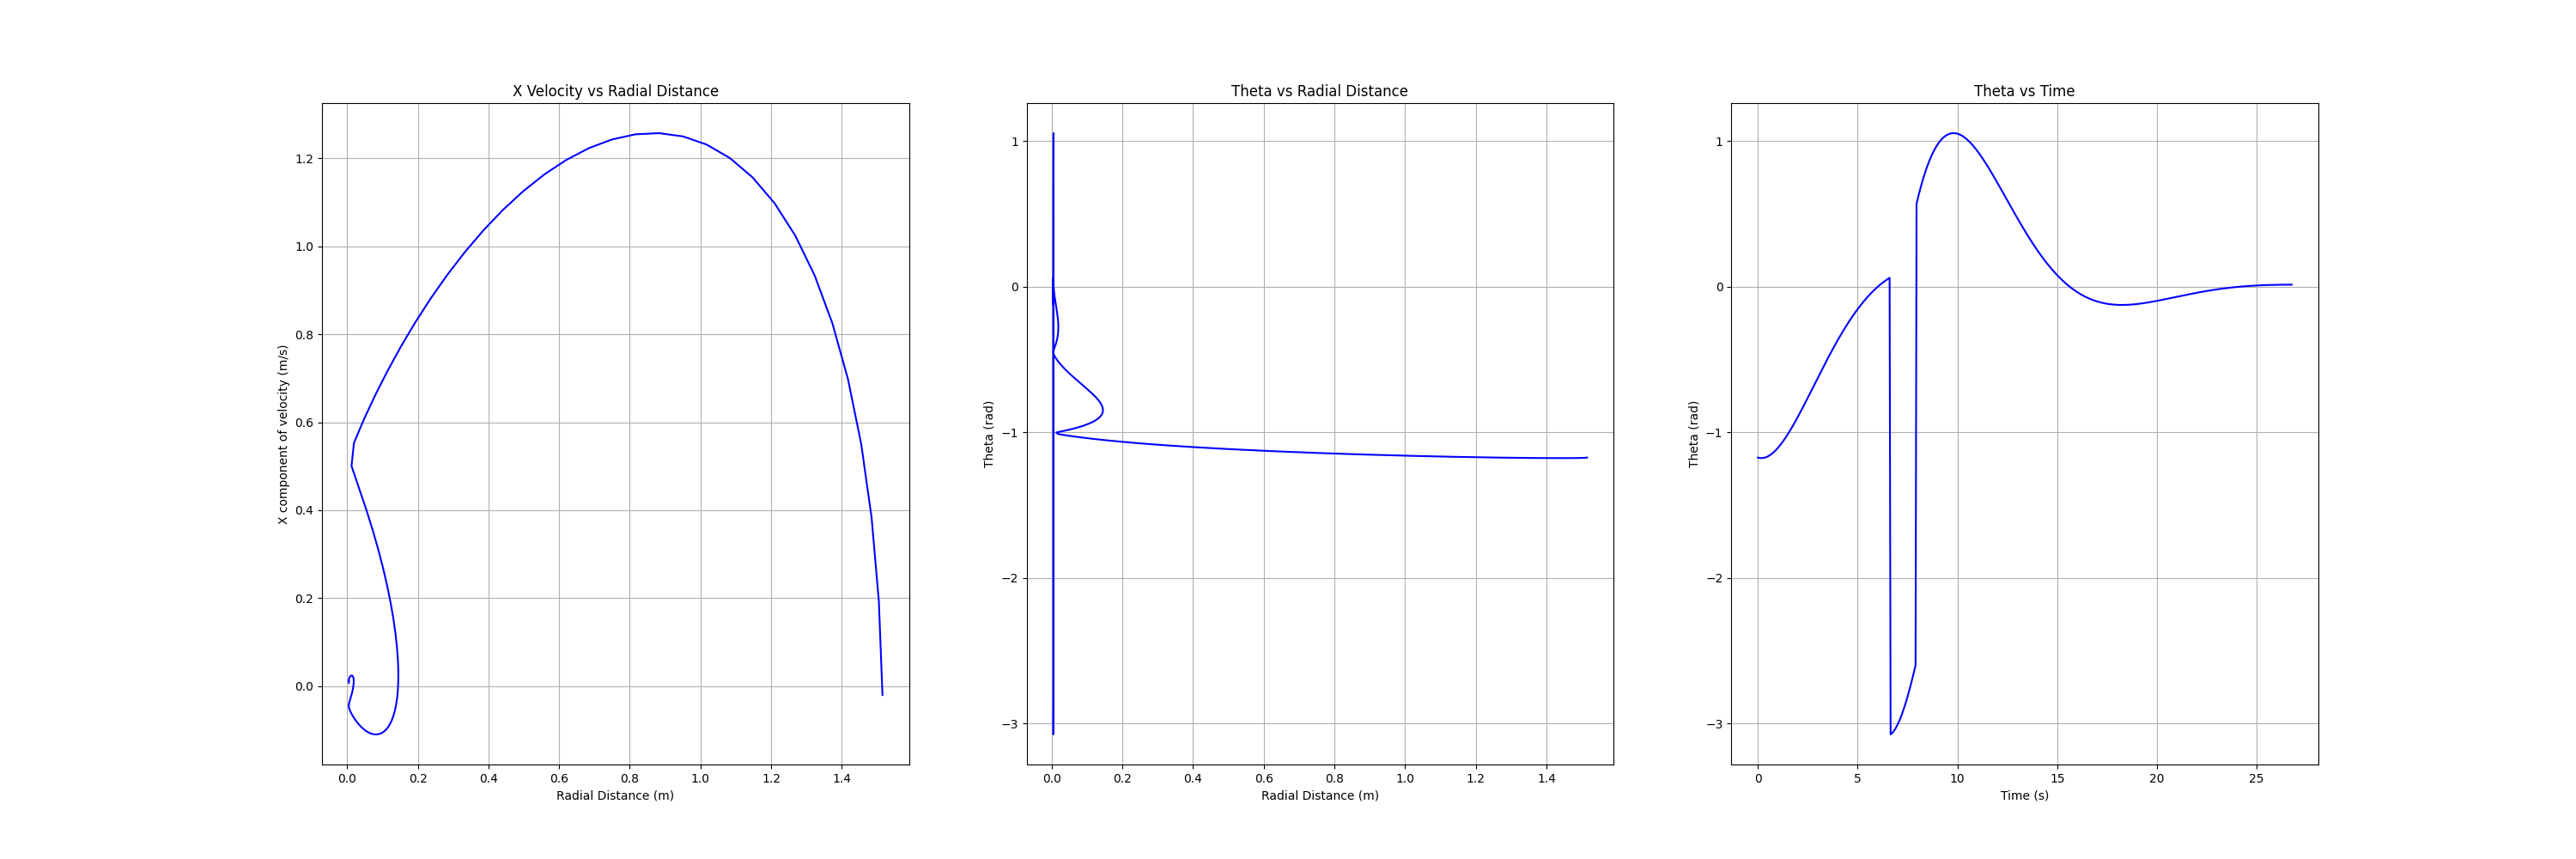 X Velocity vs Radial Distance
X component of velocity (m/s)
1.2
1.0
0.8
0.6
0.4
0.2
0.0
0.0 0.2 0.4 0.6 0.8 1.0 1.2 1.4
Radial Distance (m)
Theta vs Radial Distance
Theta (rad)
1
0
−1
−2
−3
0.0 0.2 0.4 0.6 0.8 1.0 1.2 1.4
Radial Distance (m)
Theta vs Time
Theta (rad)
1
0
−1
−2
−3
0 5 10 15 20 25
Time (s)